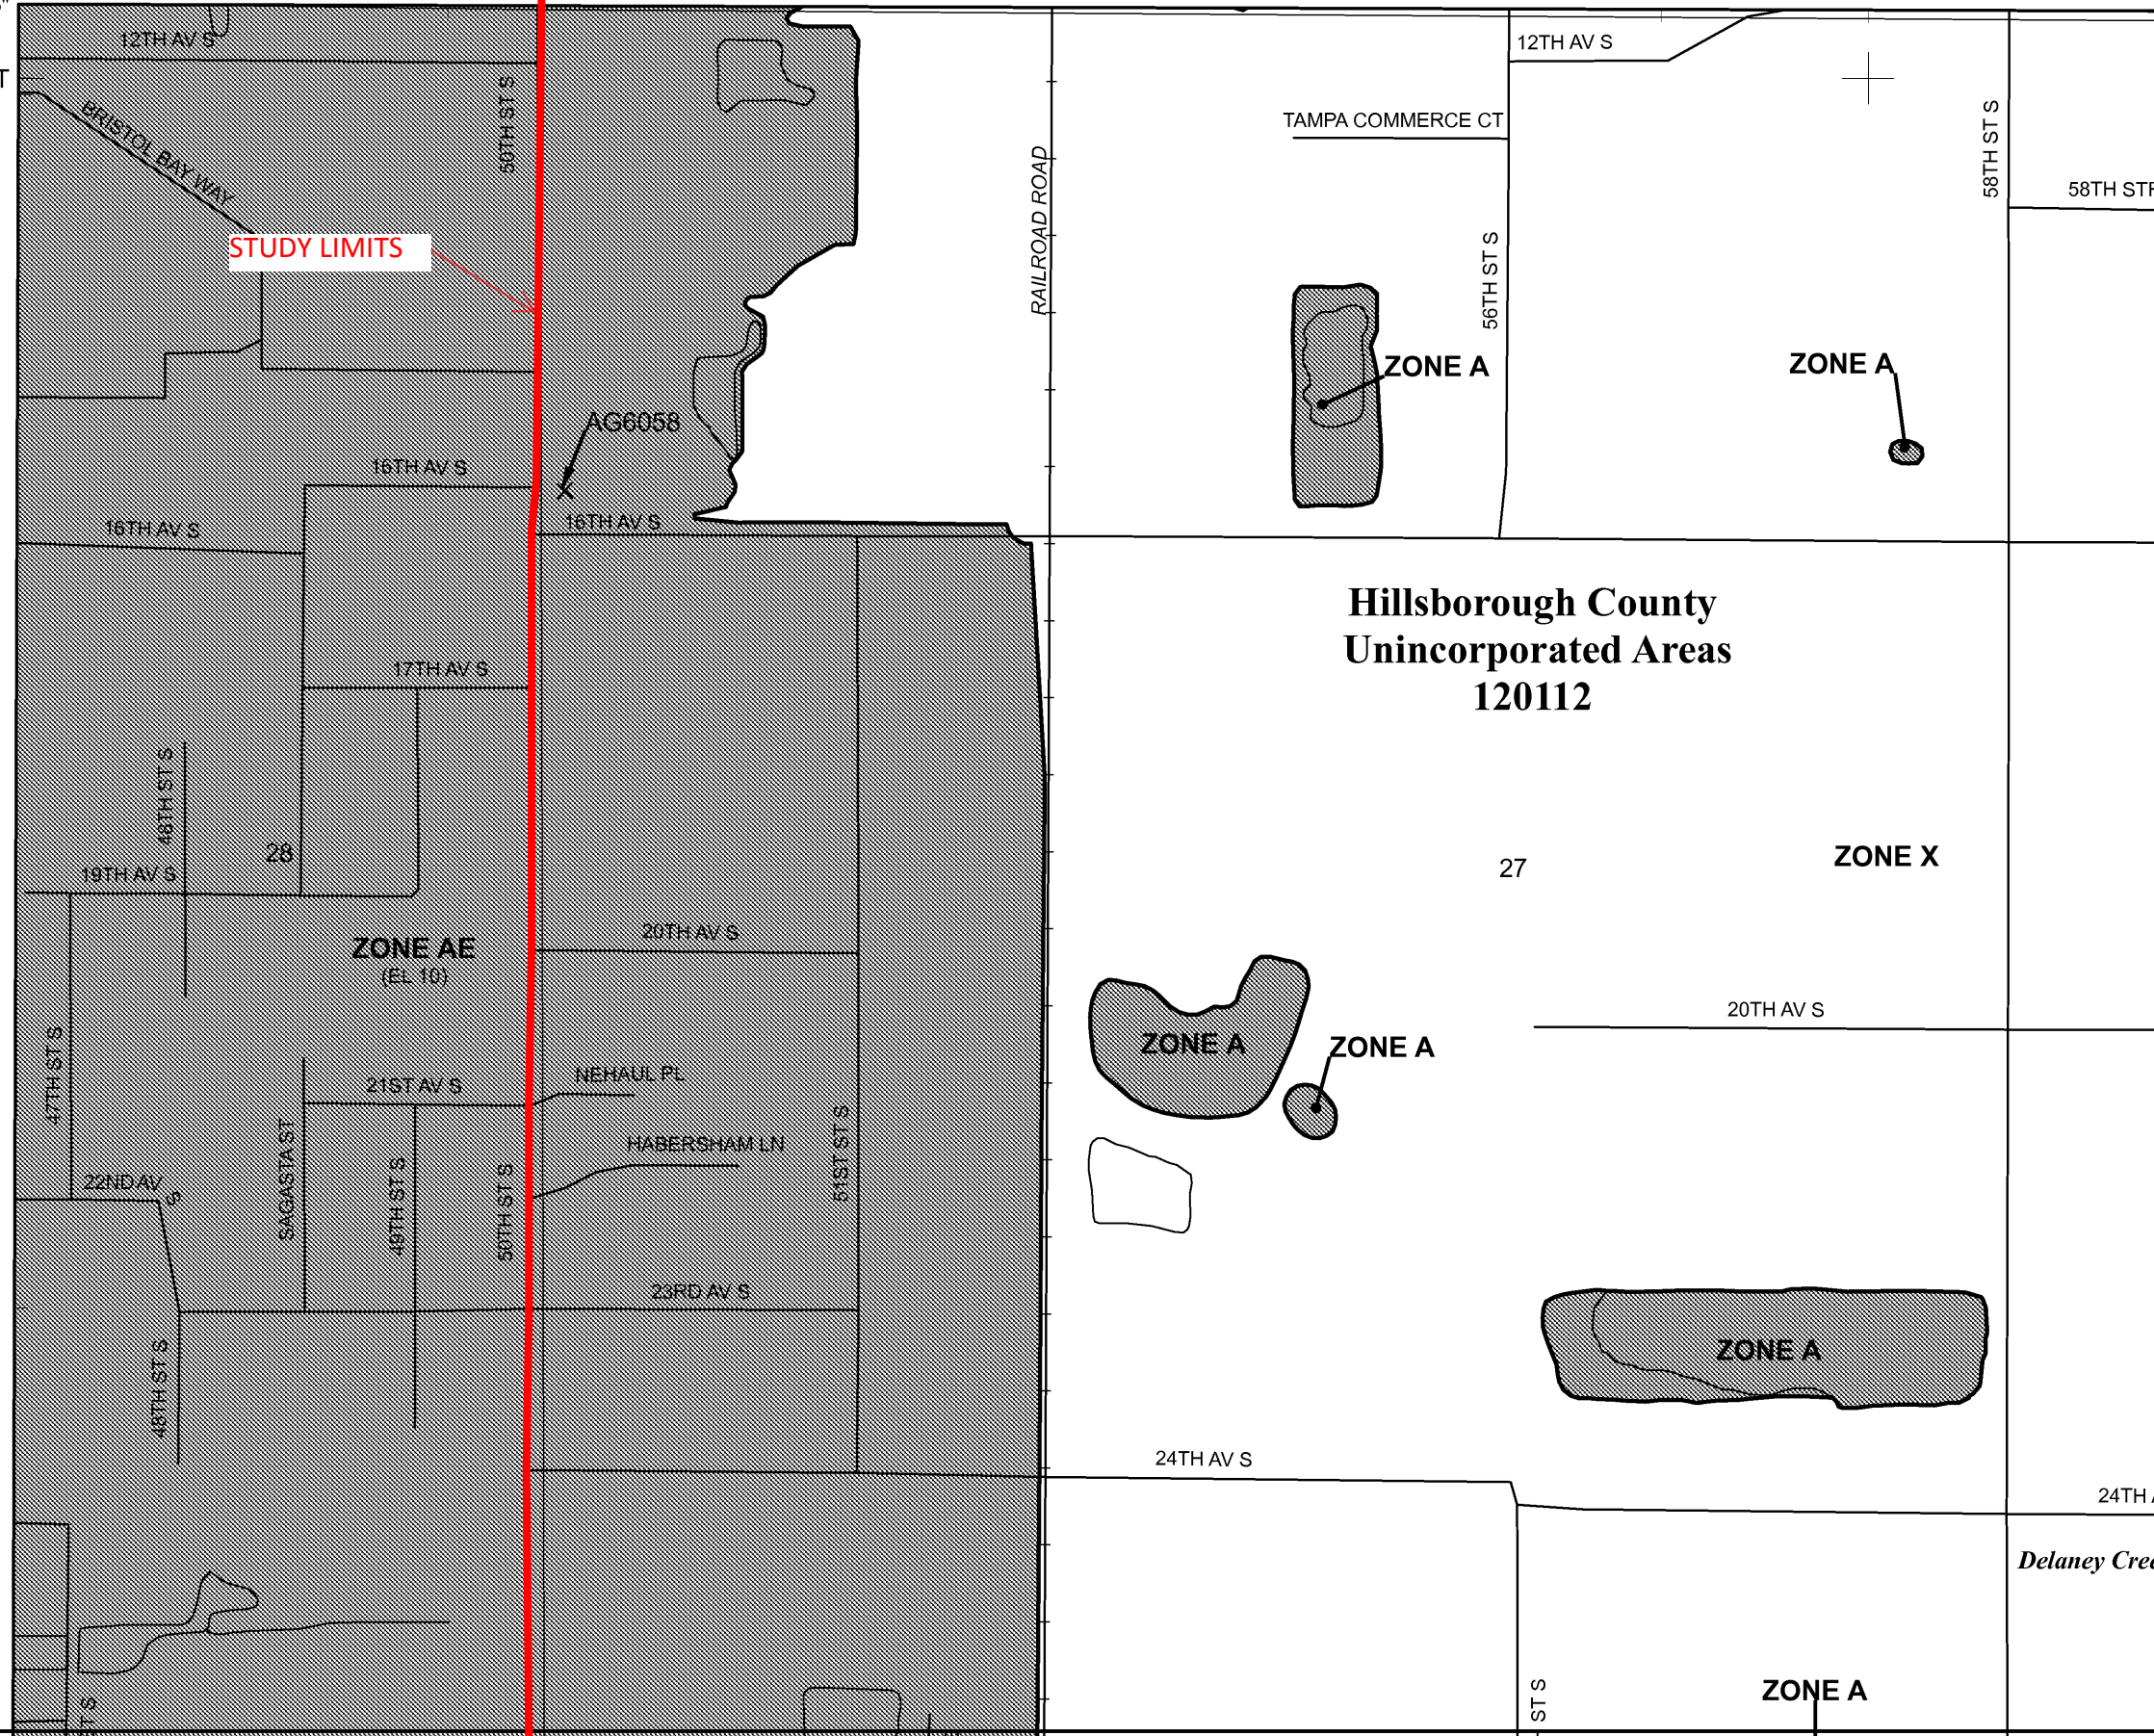 12TH AV S
T
BRISTOL BAY WAY
50TH ST S
STUDY LIMITS
AG6058
16TH AV S
16TH AV S
16TH AV S
17TH AV S
48TH ST S
28
19TH AV S
ZONE AE
(EL 10)
20TH AV S
47TH ST S
21ST AV S
NEHAUL PL
HABERSHAM LN
SAGASTA ST
49TH ST S
50TH ST S
51ST ST S
22ND AV S
23RD AV S
48TH ST S
ST S
RAILROAD ROAD
12TH AV S
TAMPA COMMERCE CT
56TH ST S
58TH ST S
58TH STR
ZONE A
ZONE A
Hillsborough County
Unincorporated Areas
120112
27
ZONE X
ZONE A
ZONE A
20TH AV S
ZONE A
24TH AV S
24TH A
Delaney Cree
ST S
ZONE A